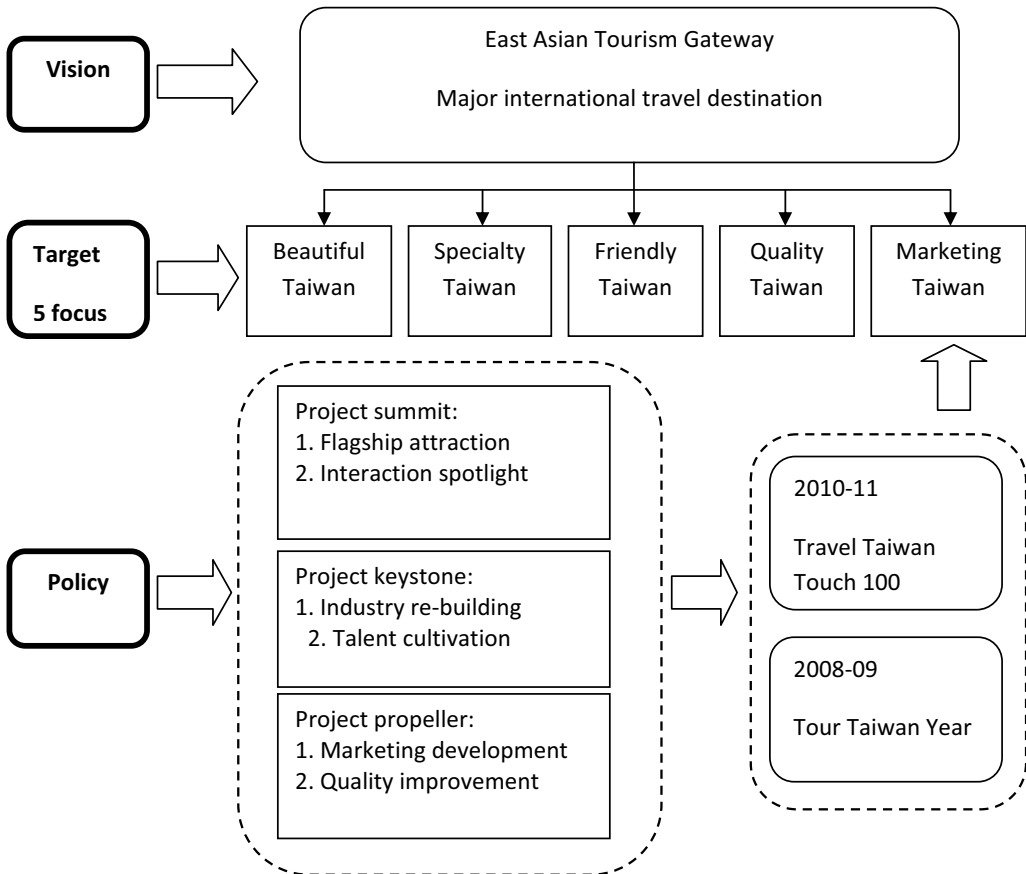 Vision
East Asian Tourism Gateway
Major international travel destination
Target
5 focus
Beautiful
Taiwan
Specialty
Taiwan
Friendly
Taiwan
Quality
Taiwan
Marketing
Taiwan
Policy
Project summit:
1. Flagship attraction
2. Interaction spotlight
Project keystone:
1. Industry re-building
2. Talent cultivation
Project propeller:
1. Marketing development
2. Quality improvement
2010-11
Travel Taiwan
Touch 100
2008-09
Tour Taiwan Year